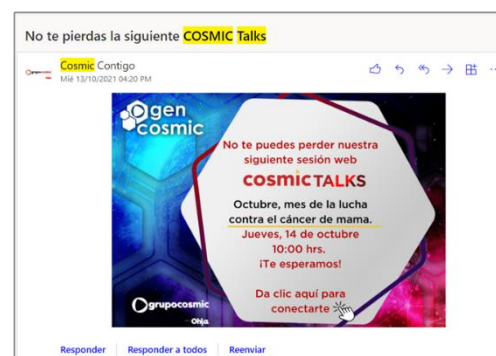 No te pierdas la siguiente COSMIC Talks
Cosmic Contigo
Mié 13/10/2021 04:20 PM
gen
cosmic
No te puedes perder nuestra
siguiente sesión web
cosmicTALKS
Octubre, mes de la lucha
contra el cáncer de mama.
Jueves, 14 de octubre
10:00 hrs.
¡Te esperamos!
Da clic aquí para
conectarte
grupocosmic
Ohja
Responder
Responder a todos
Reenviar